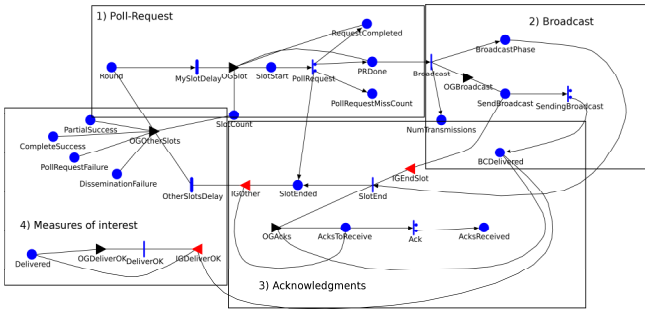 1) Poll-Request
2) Broadcast
RequestCompleted
BroadcastPhase
Round
MySlotDelay
OGSlot
SlotStart
PollRequest
PRDone
Broadcast
OGBroadcast
PollRequestMissCount
SendBroadcast
SendingBroadcast
PartialSuccess
SlotCount
NumTransmissions
CompleteSuccess
OGOtherSlots
PollRequestFailure
BCDelivered
DisseminationFailure
IGEndSlot
OtherSlotsDelay
IGOther
SlotEnded
SlotEnd
4) Measures of interest
OGAcks
AcksToReceive
Ack
AcksReceived
Delivered
OGDeliverOK
DeliverOK
IGDeliverOK
3) Acknowledgments